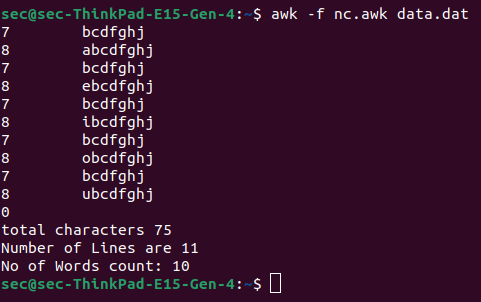 sec@sec-ThinkPad-E15-Gen-4:~$ awk -f nc.awk data.dat
7        bcdfghj
8        abcdfghj
7        bcdfghj
8        ebcdfghj
7        bcdfghj
8        ibcdfghj
7        bcdfghj
8        obcdfghj
7        bcdfghj
8        ubcdfghj
0
total characters 75
Number of Lines are 11
No of Words count: 10
sec@sec-ThinkPad-E15-Gen-4:~$